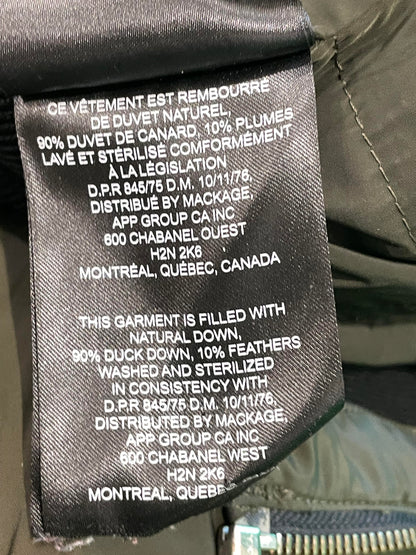 CE VÊTEMENT EST REMBOURRÉ
DE DUVET NATUREL,
90% DUVET DE CANARD, 10% PLUMES
LAVÉ ET STÉRILISÉ CONFORMÉMENT
À LA LÉGISLATION
D.P.R 845/75 D.M. 10/11/76,
DISTRIBUÉ BY MACKAGE,
APP GROUP CA INC
600 CHABANEL OUEST
H2N 2K6
MONTRÉAL, QUÉBEC, CANADA
THIS GARMENT IS FILLED WITH
NATURAL DOWN,
90% DUCK DOWN, 10% FEATHERS
WASHED AND STERILIZED
IN CONSISTENCY WITH
D.P.R 845/75 D.M. 10/11/76,
DISTRIBUTED BY MACKAGE,
APP GROUP CA INC
600 CHABANEL WEST
H2N 2K6
MONTREAL,